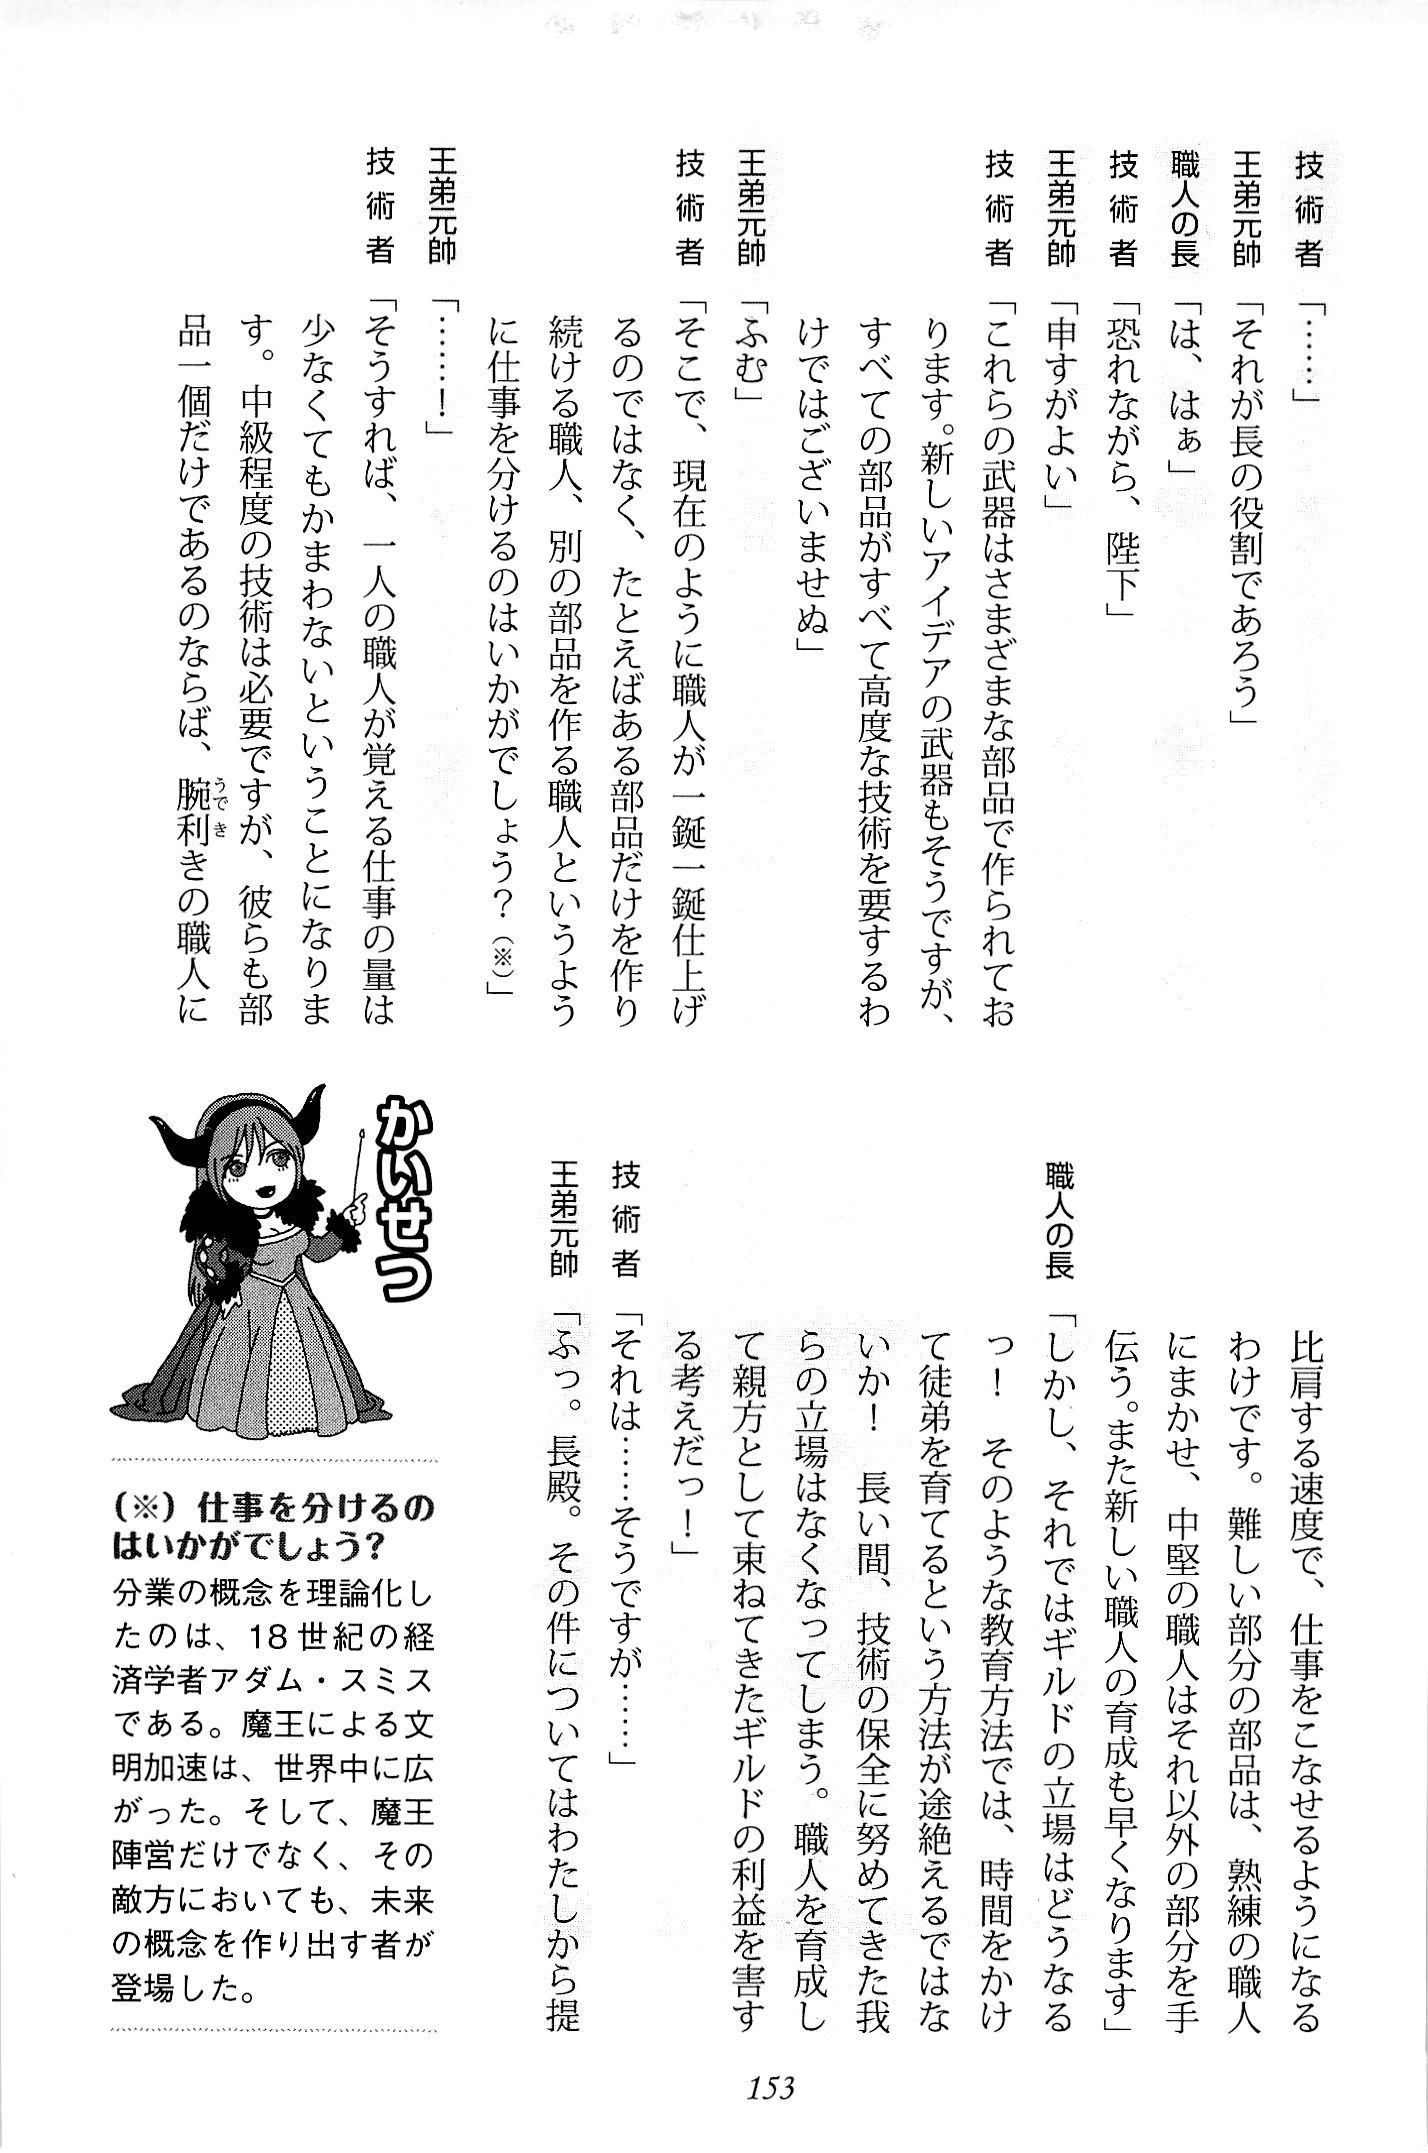 技術者「……」
王弟元帥「それが長の役割であろう」
職人の長「は、はぁ」
技術者「恐れながら、陛下」
王弟元帥「申すがよい」
技術者「これらの武器はさまざまな部品で作られてお
ります。新しいアイデアの武器もそうですが、
すべての部品がすべて高度な技術を要するわ
けではございませぬ」
王弟元帥「ふむ」
技術者「そこで、現在のように職人が一鋌一鋌仕上げ
るのではなく、たとえばある部品だけを作り
続ける職人、別の部品を作る職人というよう
に仕事を分けるのはいかがでしょう？（※）」
王弟元帥「……！」
技術者「そうすれば、一人の職人が覚える仕事の量は
少なくてもかまわないということになりま
す。中級程度の技術は必要ですが、彼らも部
品一個だけであるのならば、腕利きの職人に
うでき
比肩する速度で、仕事をこなせるようになる
わけです。難しい部分の部品は、熟練の職人
にまかせ、中堅の職人はそれ以外の部分を手
伝う。また新しい職人の育成も早くなります」
職人の長「しかし、それではギルドの立場はどうなる
っ！　そのような教育方法では、時間をかけ
て徒弟を育てるという方法が途絶えるではな
いか！　長い間、技術の保全に努めてきた我
らの立場はなくなってしまう。職人を育成し
て親方として束ねてきたギルドの利益を害す
る考えだっ！」
技術者「それは……そうですが……」
王弟元帥「ふっ。長殿。その件についてはわたしから提
かいせつ
（※）仕事を分けるの
はいかがでしょう？
分業の概念を理論化し
たのは、18世紀の経
済学者アダム・スミス
である。魔王による文
明加速は、世界中に広
がった。そして、魔王
陣営だけでなく、その
敵方においても、未来
の概念を作り出す者が
登場した。
153